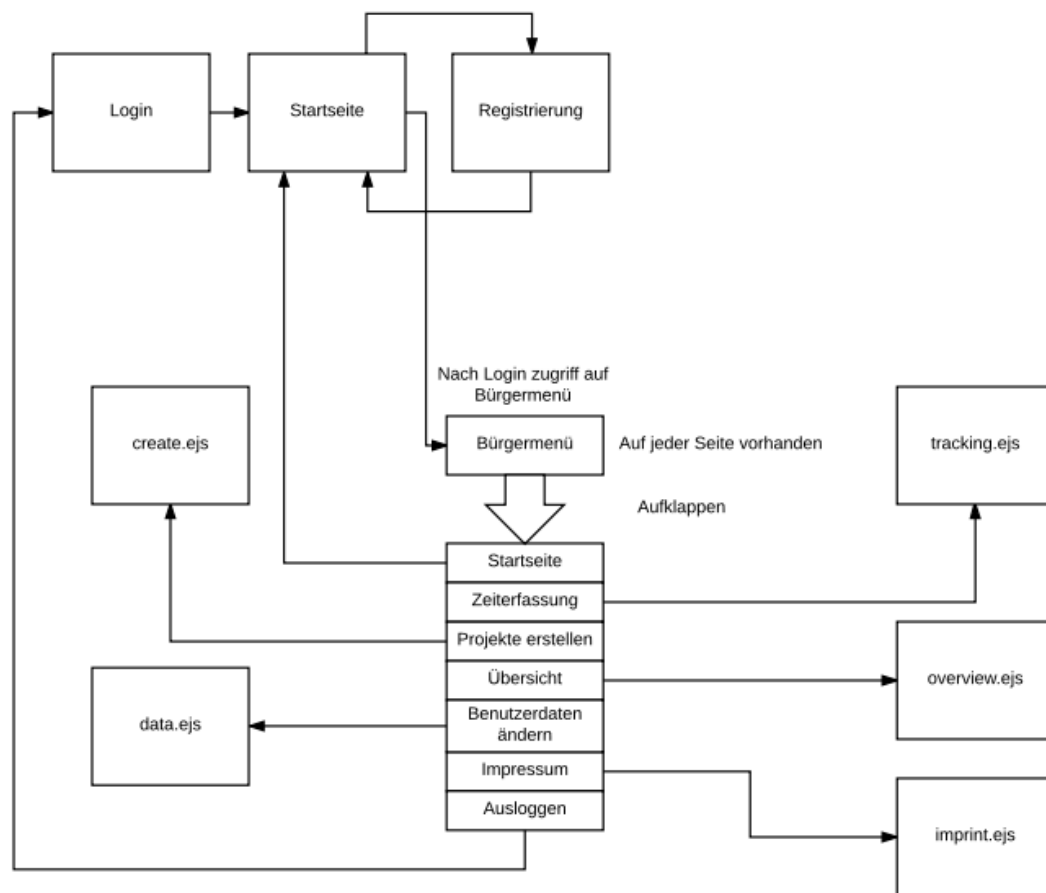 Login
Startseite
Registrierung
Nach Login zugriff auf
Bürgermenü
create.ejs
Bürgermenü
Auf jeder Seite vorhanden
tracking.ejs
Aufklappen
Startseite
Zeiterfassung
Projekte erstellen
Übersicht
overview.ejs
Benutzerdaten
ändern
data.ejs
Impressum
Ausloggen
imprint.ejs